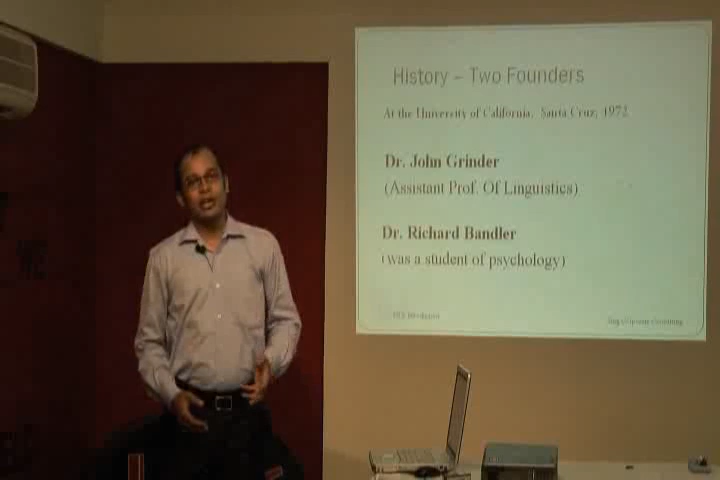 History – Two Founders
At the University of California, Santa Cruz, 1972
Dr. John Grinder
(Assistant Prof. Of Linguistics)
Dr. Richard Bandler
(was a student of psychology)